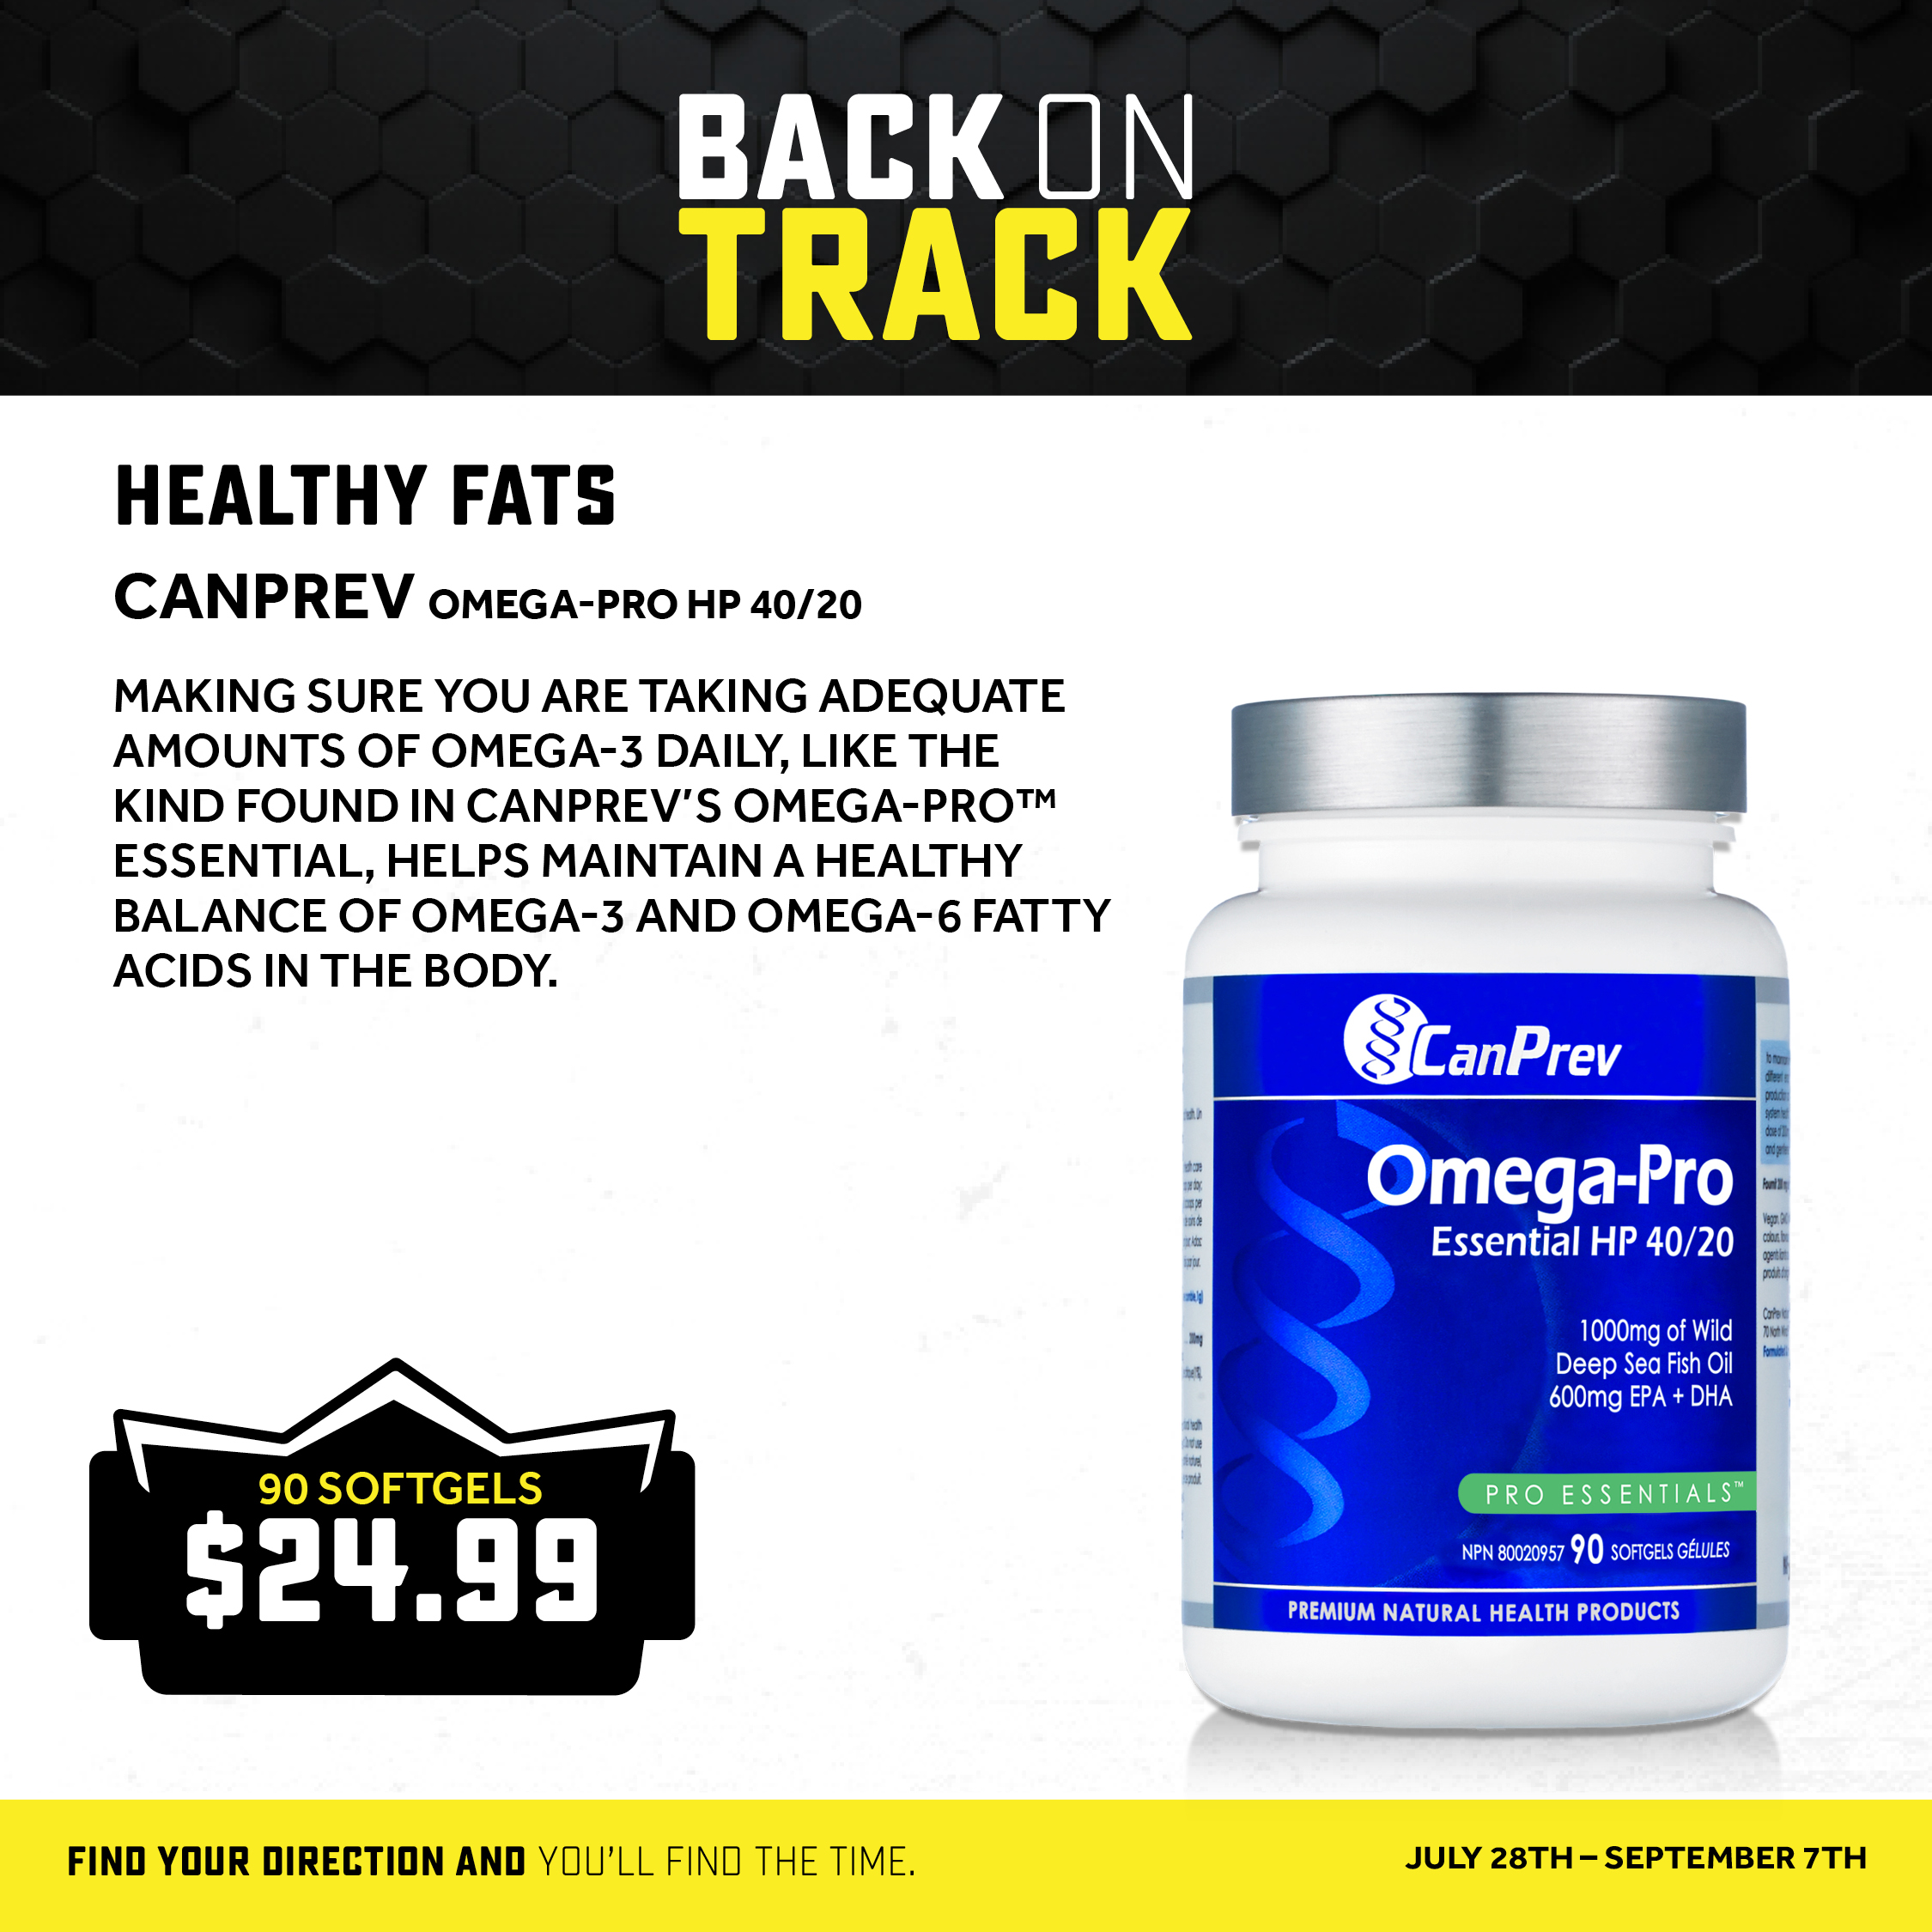 BACK ON
TRACK
HEALTHY FATS
CANPREV OMEGA-PRO HP 40/20
MAKING SURE YOU ARE TAKING ADEQUATE
AMOUNTS OF OMEGA-3 DAILY, LIKE THE
KIND FOUND IN CANPREV'S OMEGA-PRO™
ESSENTIAL, HELPS MAINTAIN A HEALTHY
BALANCE OF OMEGA-3 AND OMEGA-6 FATTY
ACIDS IN THE BODY.
90 SOFTGELS
$24.99
CanPrev
Omega-Pro
Essential HP 40/20
1000mg of Wild
Deep Sea Fish Oil
600mg EPA + DHA
PRO ESSENTIALS™
NPN 80020957 90 SOFTGELS GÉLULES
PREMIUM NATURAL HEALTH PRODUCTS
FIND YOUR DIRECTION AND YOU'LL FIND THE TIME.
JULY 28TH – SEPTEMBER 7TH